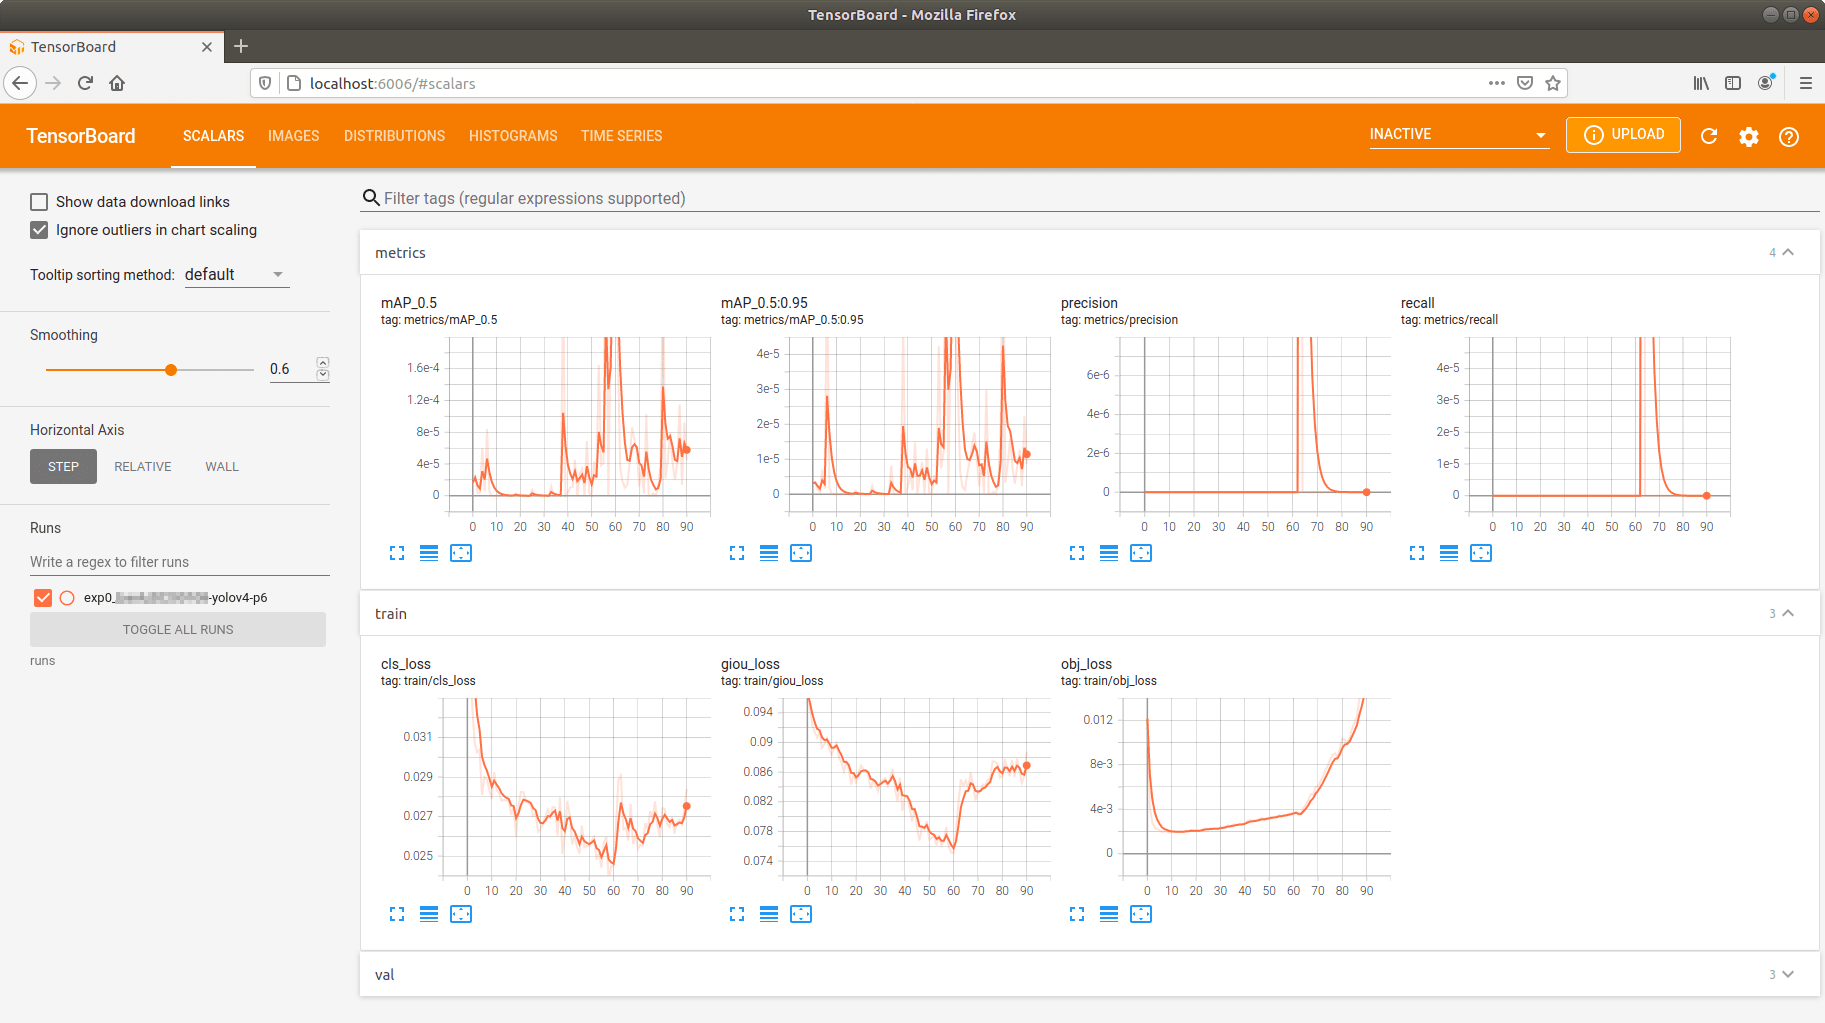 TensorBoard - Mozilla Firefox
TensorBoard
localhost:6006/#scalars
TensorBoard SCALARS IMAGES DISTRIBUTIONS HISTOGRAMS TIME SERIES INACTIVE UPLOAD
Show data download links
Ignore outliers in chart scaling
Tooltip sorting method: default
Smoothing
0.6
Horizontal Axis
STEP RELATIVE WALL
Runs
Write a regex to filter runs
exp0_ -yolov4-p6
TOGGLE ALL RUNS
runs
Filter tags (regular expressions supported)
metrics 4
mAP_0.5
tag: metrics/mAP_0.5
1.6e-4
1.2e-4
8e-5
4e-5
0
0 10 20 30 40 50 60 70 80 90
mAP_0.5:0.95
tag: metrics/mAP_0.5:0.95
4e-5
3e-5
2e-5
1e-5
0
0 10 20 30 40 50 60 70 80 90
precision
tag: metrics/precision
6e-6
4e-6
2e-6
0
0 10 20 30 40 50 60 70 80 90
recall
tag: metrics/recall
4e-5
3e-5
2e-5
1e-5
0
0 10 20 30 40 50 60 70 80 90
train 3
cls_loss
tag: train/cls_loss
0.031
0.029
0.027
0.025
0 10 20 30 40 50 60 70 80 90
giou_loss
tag: train/giou_loss
0.094
0.09
0.086
0.082
0.078
0.074
0 10 20 30 40 50 60 70 80 90
obj_loss
tag: train/obj_loss
0.012
8e-3
4e-3
0
0 10 20 30 40 50 60 70 80 90
val 3